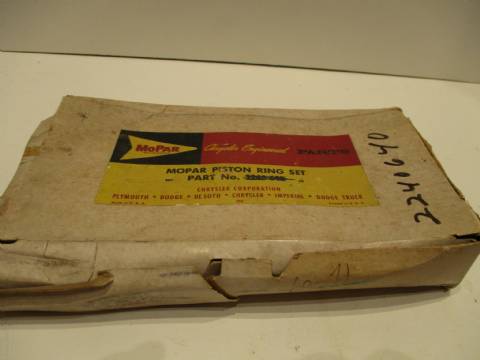 MOPAR Chrysler Engineered PARTS
MOPAR PISTON RING SET
PART No.
CHRYSLER CORPORATION
PLYMOUTH • DODGE • DE SOTO • CHRYSLER • IMPERIAL • DODGE TRUCK
2240640